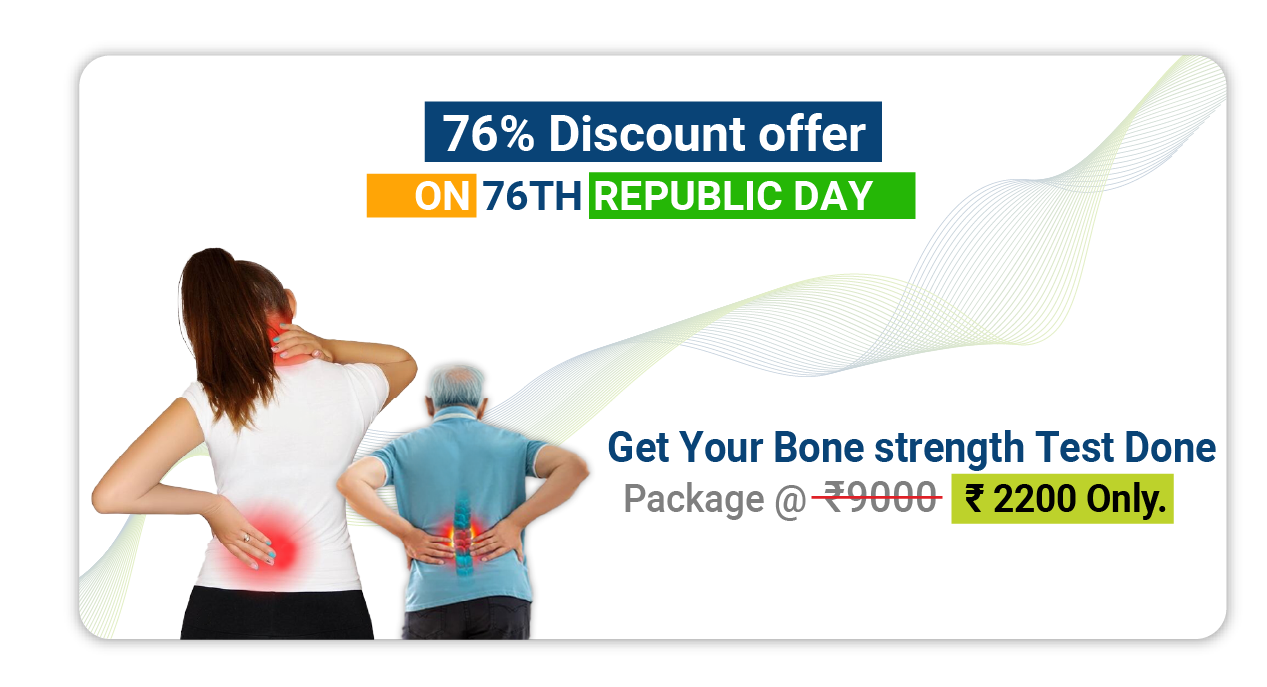 76% Discount offer
ON 76TH REPUBLIC DAY
Get Your Bone strength Test Done
Package @ ₹9000 ₹ 2200 Only.